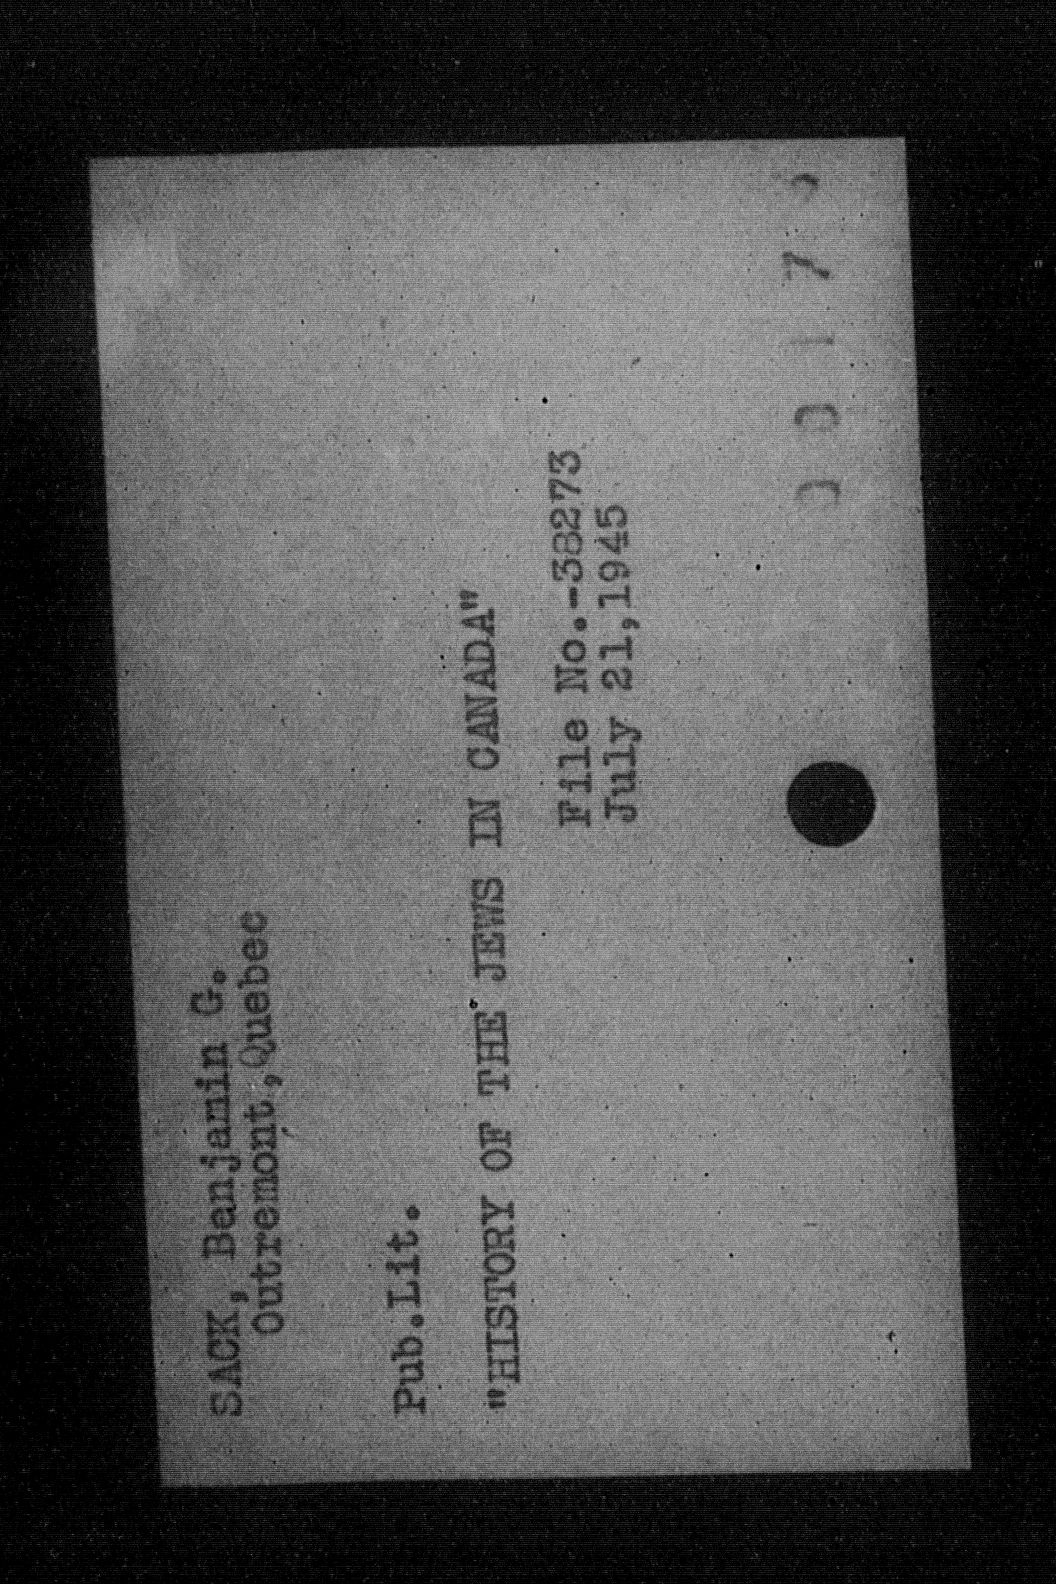 SACK, Benjamin G.
Outremont,Quebec
Pub.Lit.
"HISTORY OF THE JEWS IN CANADA"
File No.-38273
July 21,1945